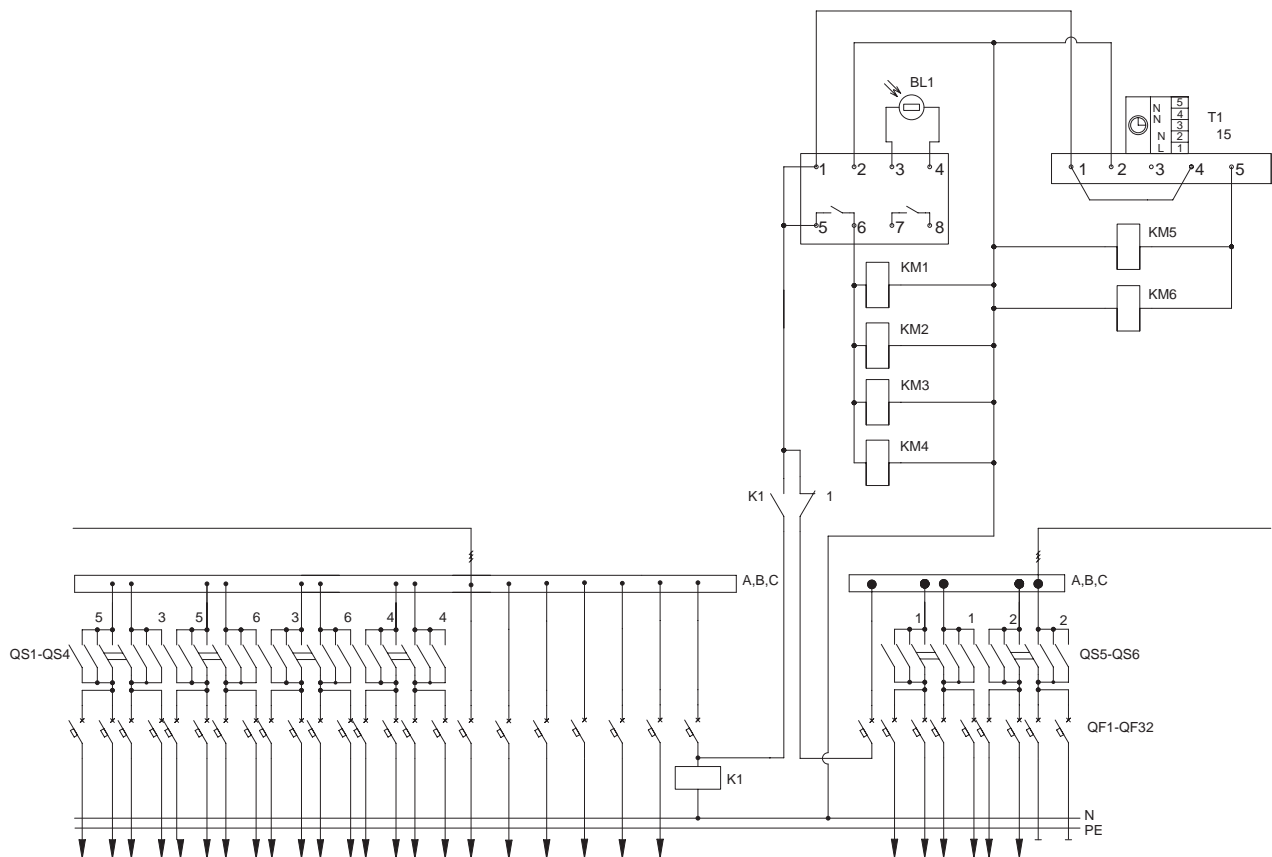 BL1
5
N
4
N
3
N
2
L
1
T1
15
1 2 3 4
1 2 3 4 5
5 6 7 8
KM5
KM1
KM6
KM2
KM3
KM4
K1 1
A,B,C A,B,C
5 3 5 6 3 6 4 4 1 1 2 2
QS1-QS4 QS5-QS6
QF1-QF32
K1
N
PE